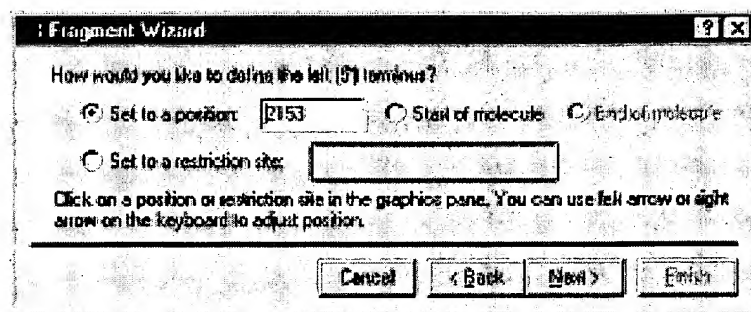 : Fragment Wizard
How would you like to define the left (5') terminus?
Set to a position: 2153 Start of molecule End of molecule
Set to a restriction site:
Click on a position or restriction site in the graphics pane. You can use left arrow or right
arrow on the keyboard to adjust position.
Cancel < Back Next > Finish